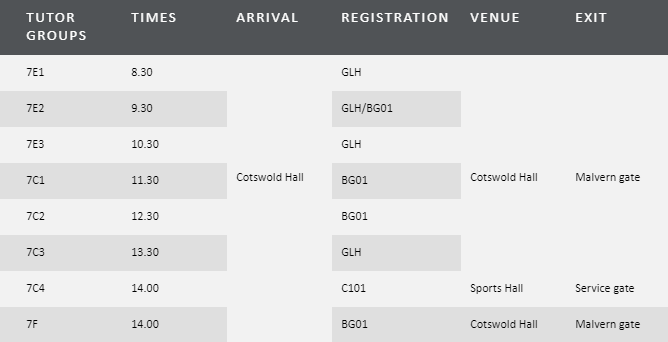 TUTOR GROUPS TIMES ARRIVAL REGISTRATION VENUE EXIT
7E1 8.30 GLH
7E2 9.30 GLH/BG01
7E3 10.30 GLH
7C1 11.30 Cotswold Hall BG01 Cotswold Hall Malvern gate
7C2 12.30 BG01
7C3 13.30 GLH
7C4 14.00 C101 Sports Hall Service gate
7F 14.00 BG01 Cotswold Hall Malvern gate